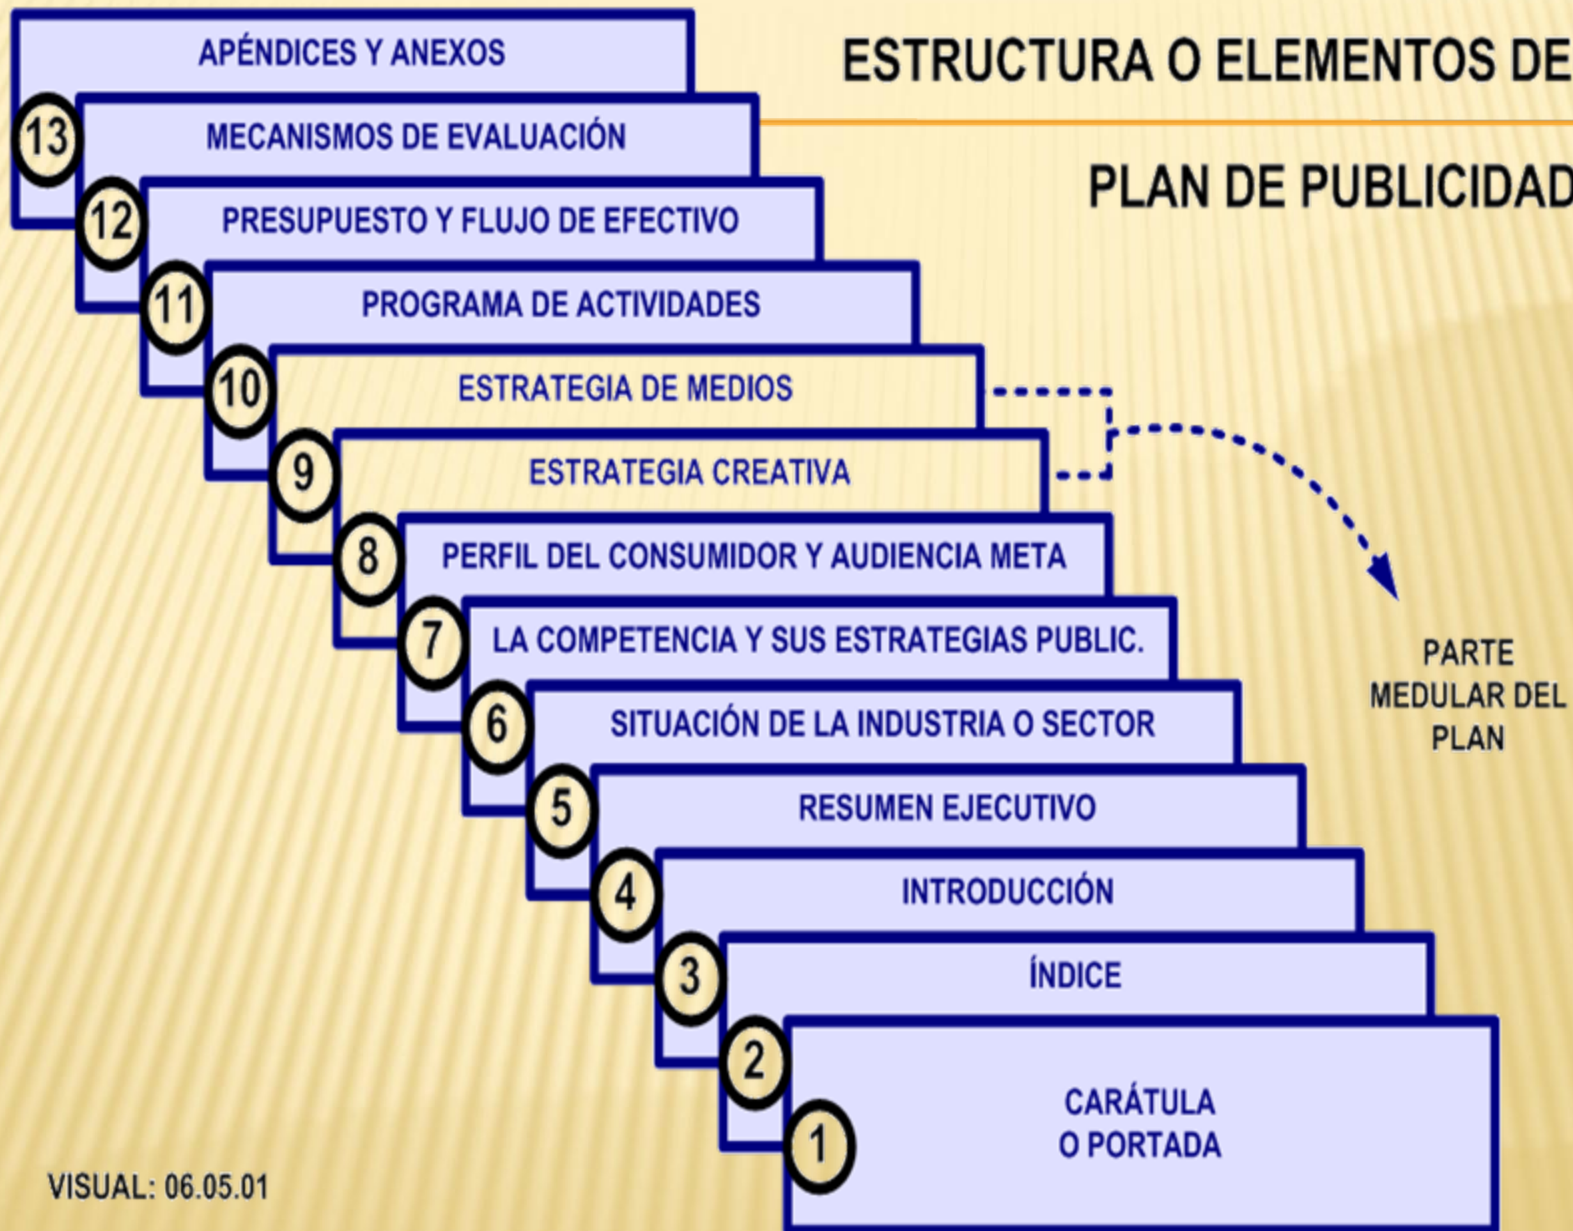 ESTRUCTURA O ELEMENTOS DE
PLAN DE PUBLICIDAD
APÉNDICES Y ANEXOS
13
MECANISMOS DE EVALUACIÓN
12
PRESUPUESTO Y FLUJO DE EFECTIVO
11
PROGRAMA DE ACTIVIDADES
10
ESTRATEGIA DE MEDIOS
9
ESTRATEGIA CREATIVA
8
PERFIL DEL CONSUMIDOR Y AUDIENCIA META
7
LA COMPETENCIA Y SUS ESTRATEGIAS PUBLIC.
6
SITUACIÓN DE LA INDUSTRIA O SECTOR
5
RESUMEN EJECUTIVO
4
INTRODUCCIÓN
3
ÍNDICE
2
CARÁTULA
O PORTADA
1
PARTE
MEDULAR DEL
PLAN
VISUAL: 06.05.01